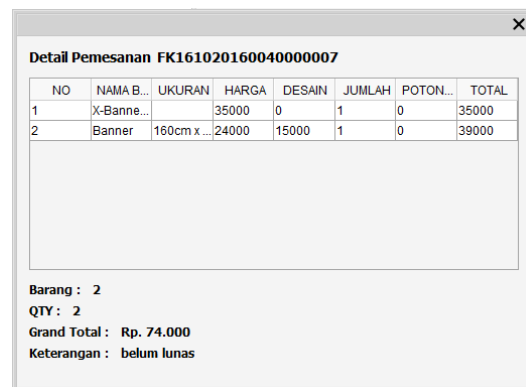 Detail Pemesanan FK161020160040000007
NO NAMA B... UKURAN HARGA DESAIN JUMLAH POTON... TOTAL
1 X-Banne... 35000 0 1 0 35000
2 Banner 160cm x ... 24000 15000 1 0 39000
Barang : 2
QTY : 2
Grand Total : Rp. 74.000
Keterangan : belum lunas